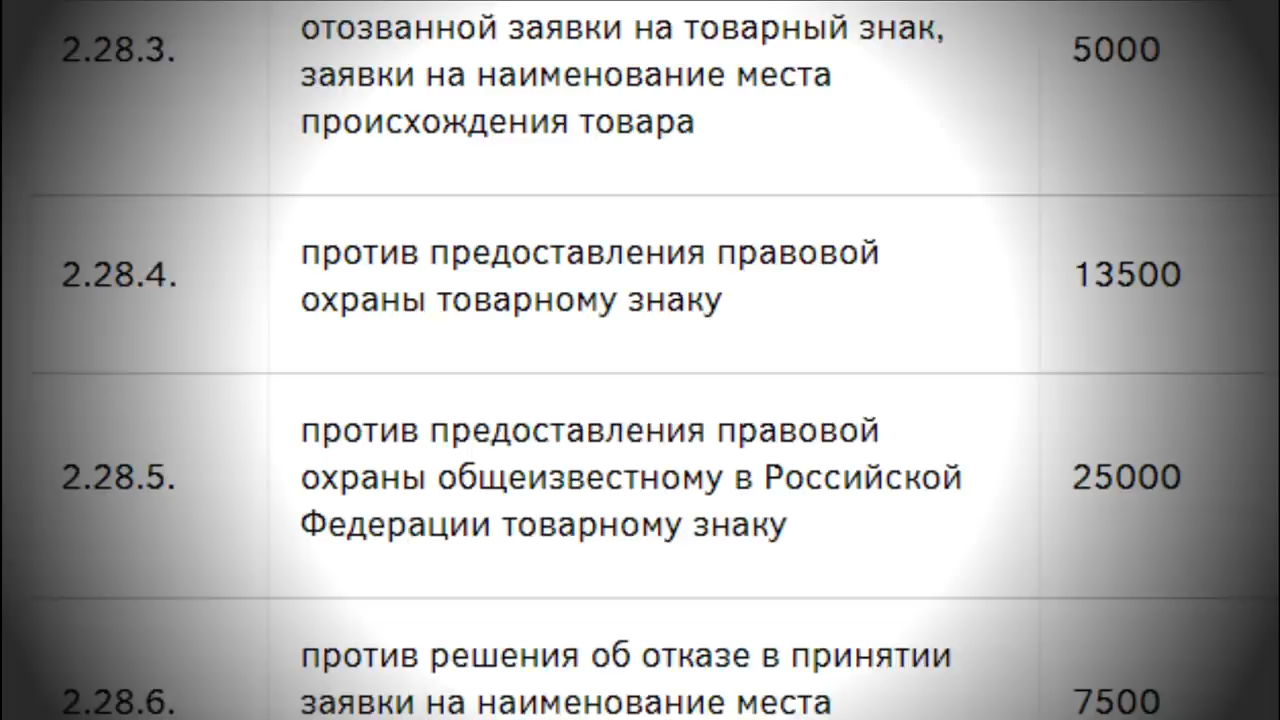 отозванной заявки на товарный знак,
2.28.3. 5000
заявки на наименование места
происхождения товара
против предоставления правовой
2.28.4. 13500
охраны товарному знаку
против предоставления правовой
2.28.5. охраны общеизвестному в Российской 25000
Федерации товарному знаку
против решения об отказе в принятии
2.28.6. заявки на наименование места 7500